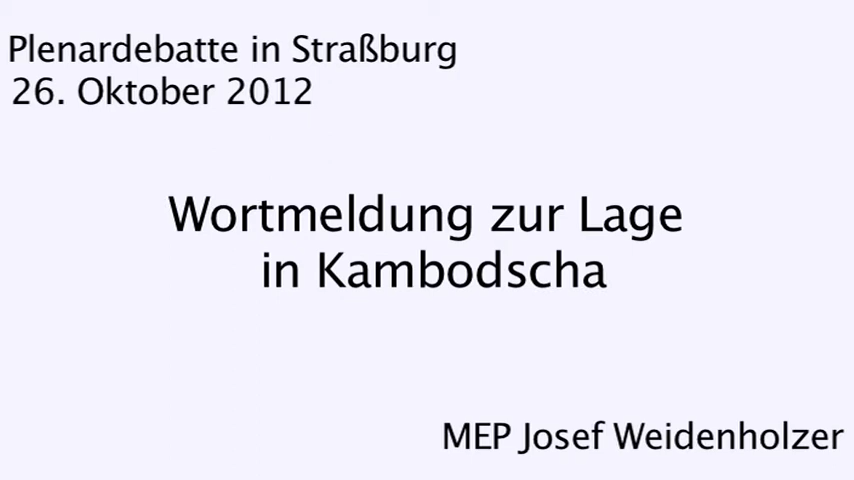 Plenardebatte in Straßburg
26. Oktober 2012
Wortmeldung zur Lage
in Kambodscha
MEP Josef Weidenholzer